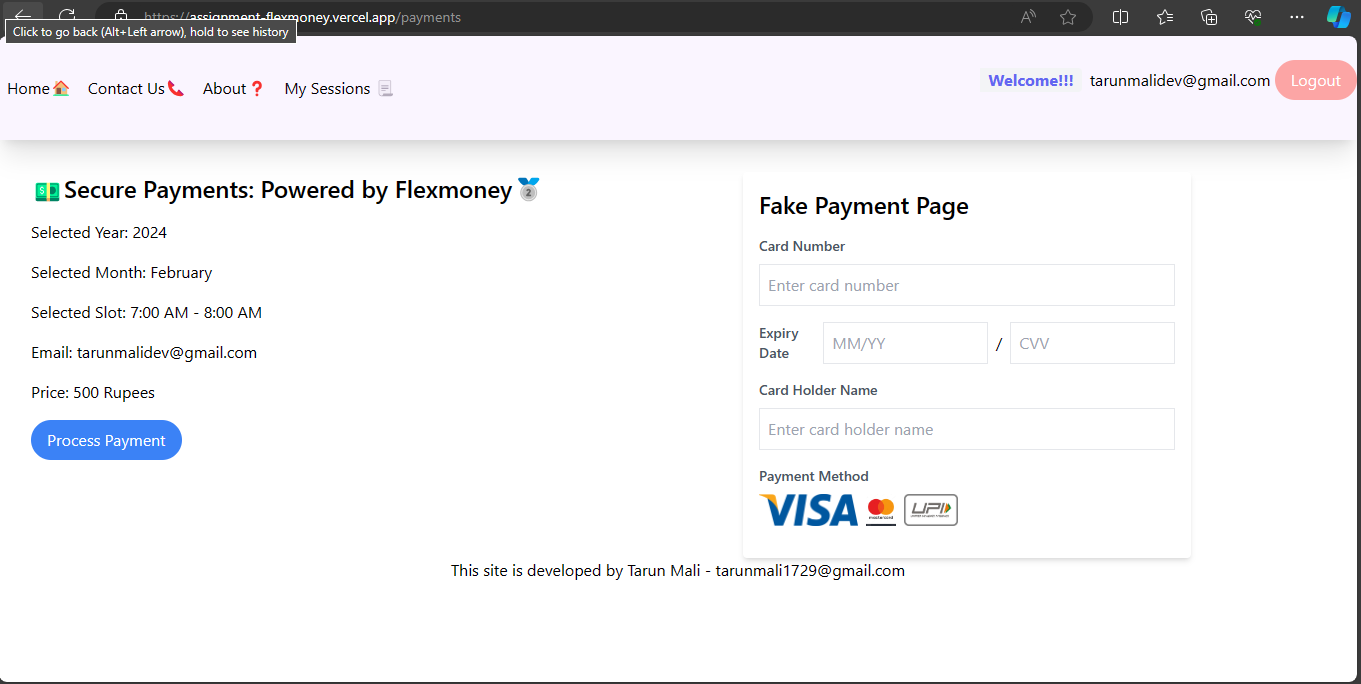 https://assignment-flexmoney.vercel.app/payments
Click to go back (Alt+Left arrow), hold to see history
Home Contact Us About My Sessions
Welcome!!! tarunmalidev@gmail.com Logout
Secure Payments: Powered by Flexmoney
Selected Year: 2024
Selected Month: February
Selected Slot: 7:00 AM - 8:00 AM
Email: tarunmalidev@gmail.com
Price: 500 Rupees
Process Payment
Fake Payment Page
Card Number
Enter card number
Expiry
Date
MM/YY / CVV
Card Holder Name
Enter card holder name
Payment Method
VISA mastercard UPI
This site is developed by Tarun Mali - tarunmali1729@gmail.com